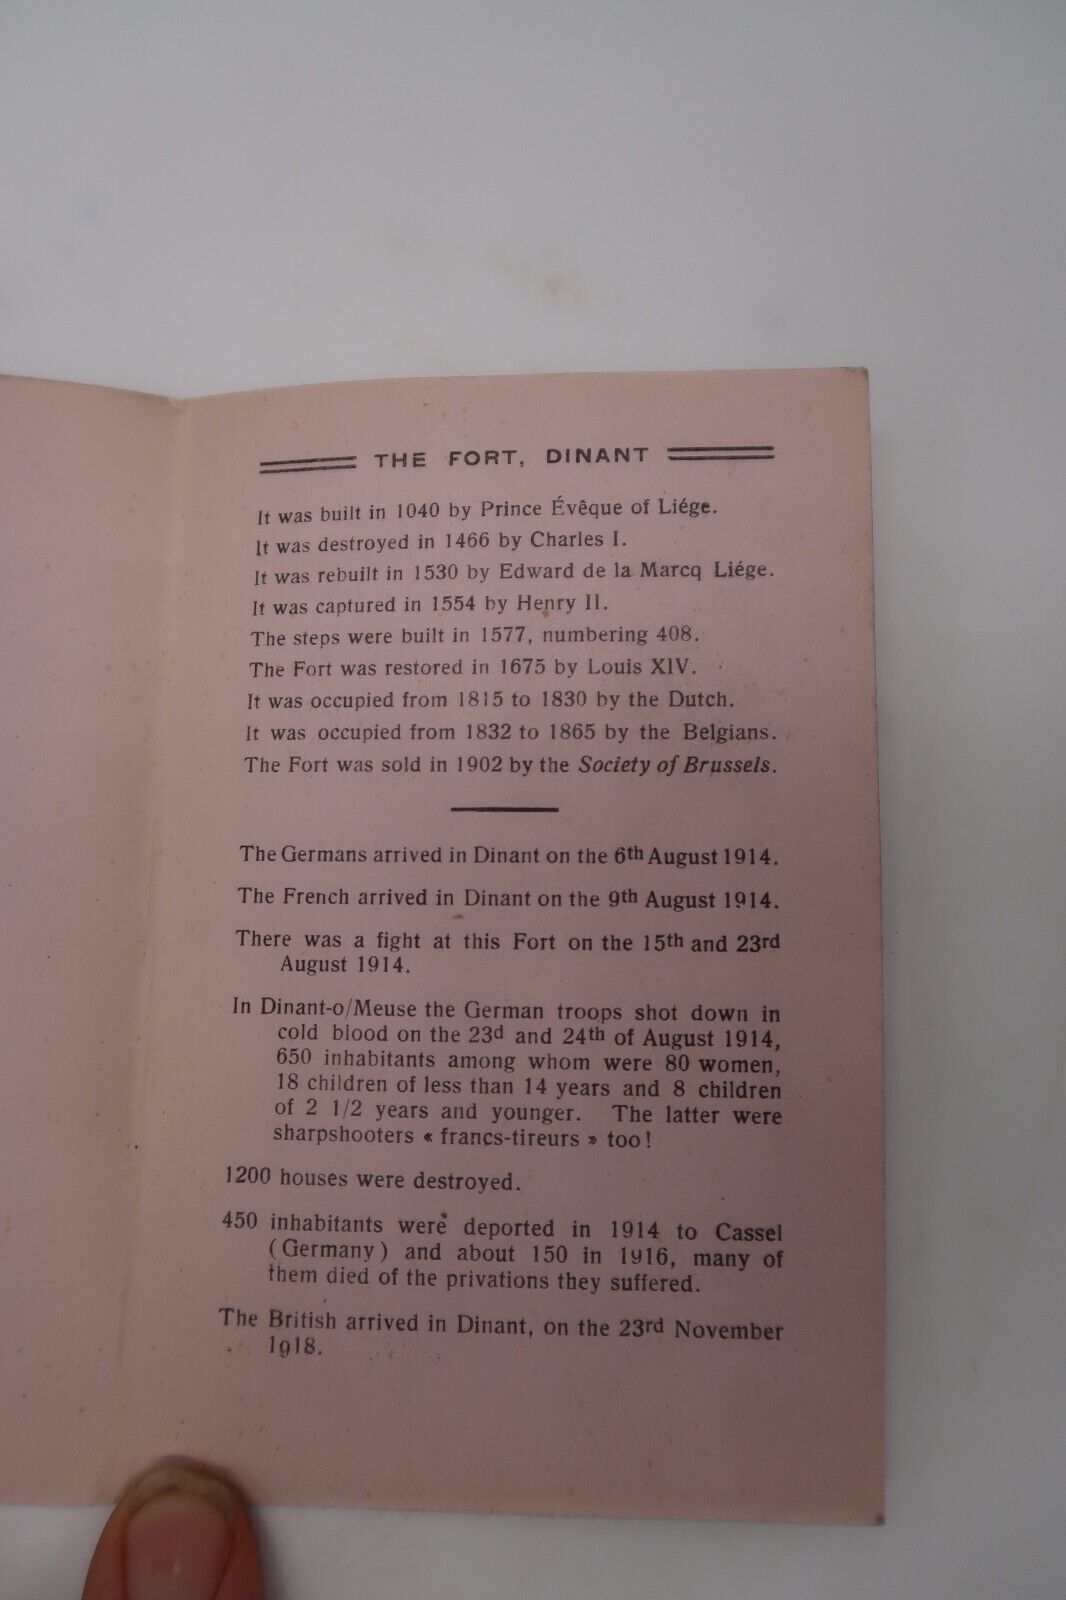 THE FORT, DINANT
It was built in 1040 by Prince Évêque of Liége.
It was destroyed in 1466 by Charles I.
It was rebuilt in 1530 by Edward de la Marcq Liége.
It was captured in 1554 by Henry II.
The steps were built in 1577, numbering 408.
The Fort was restored in 1675 by Louis XIV.
It was occupied from 1815 to 1830 by the Dutch.
It was occupied from 1832 to 1865 by the Belgians.
The Fort was sold in 1902 by the Society of Brussels.
The Germans arrived in Dinant on the 6th August 1914.
The French arrived in Dinant on the 9th August 1914.
There was a fight at this Fort on the 15th and 23rd
August 1914.
In Dinant-o/Meuse the German troops shot down in
cold blood on the 23d and 24th of August 1914,
650 inhabitants among whom were 80 women,
18 children of less than 14 years and 8 children
of 2 1/2 years and younger. The latter were
sharpshooters « francs-tireurs » too!
1200 houses were destroyed.
450 inhabitants were deported in 1914 to Cassel
(Germany) and about 150 in 1916, many of
them died of the privations they suffered.
The British arrived in Dinant, on the 23rd November
1918.